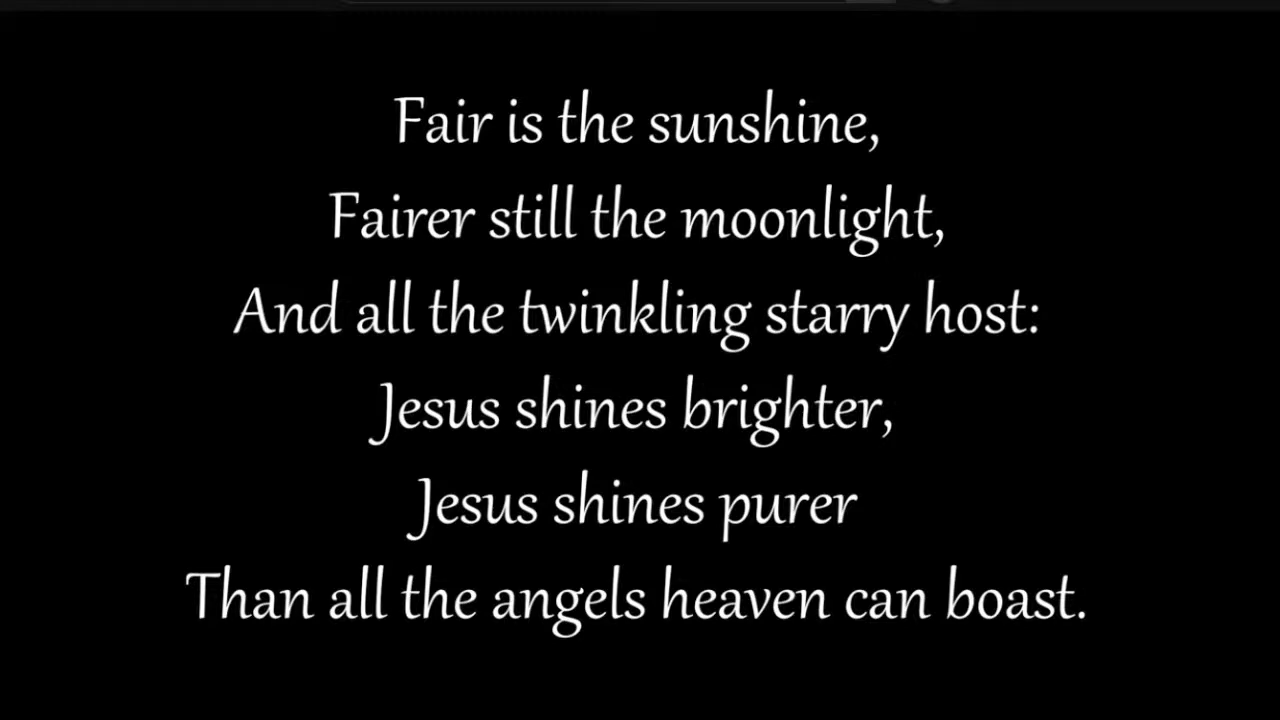 Fair is the sunshine,
Fairer still the moonlight,
And all the twinkling starry host:
Jesus shines brighter,
Jesus shines purer
Than all the angels heaven can boast.